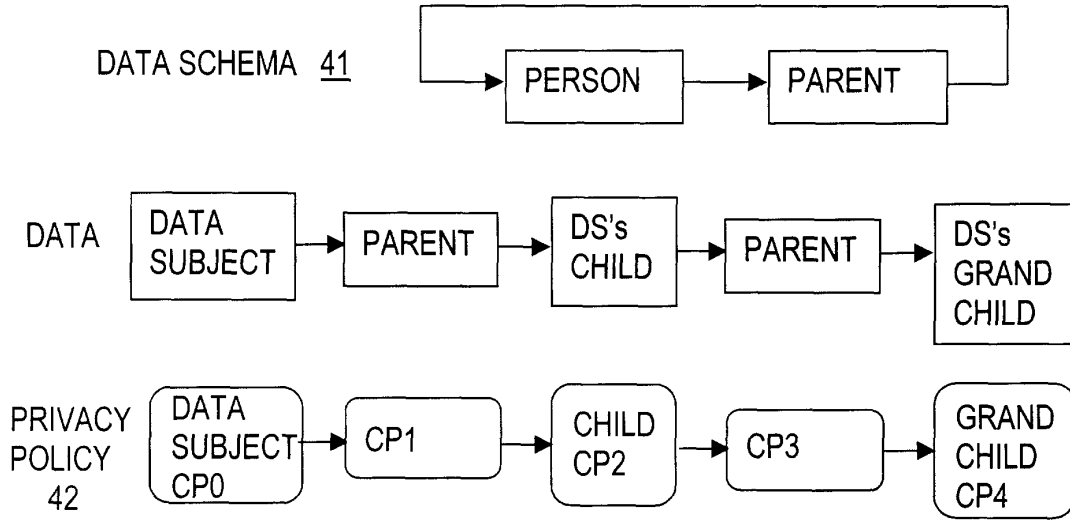 DATA SCHEMA 41
PERSON
PARENT
DATA
DATA
SUBJECT
PARENT
DS's
CHILD
PARENT
DS's
GRAND
CHILD
PRIVACY
POLICY
42
DATA
SUBJECT
CP0
CP1
CHILD
CP2
CP3
GRAND
CHILD
CP4